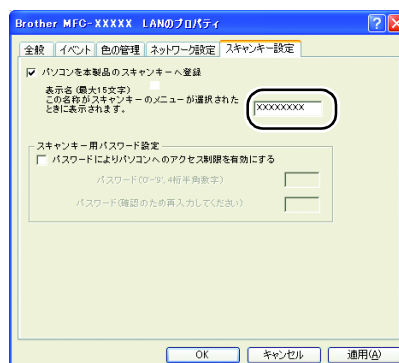 Brother MFC-XXXXX LANのプロパティ
全般 イベント 色の管理 ネットワーク設定 スキャンキー設定
パソコンを本製品のスキャンキーへ登録
表示名 (最大15文字)
この名称がスキャンキーのメニューが選択された
ときに表示されます。
XXXXXXXX
スキャンキー用パスワード設定
パスワードによりパソコンへのアクセス制限を有効にする
パスワード('0'-'9', 4桁半角数字)
パスワード(確認のため再入力してください)
OK キャンセル 適用(A)